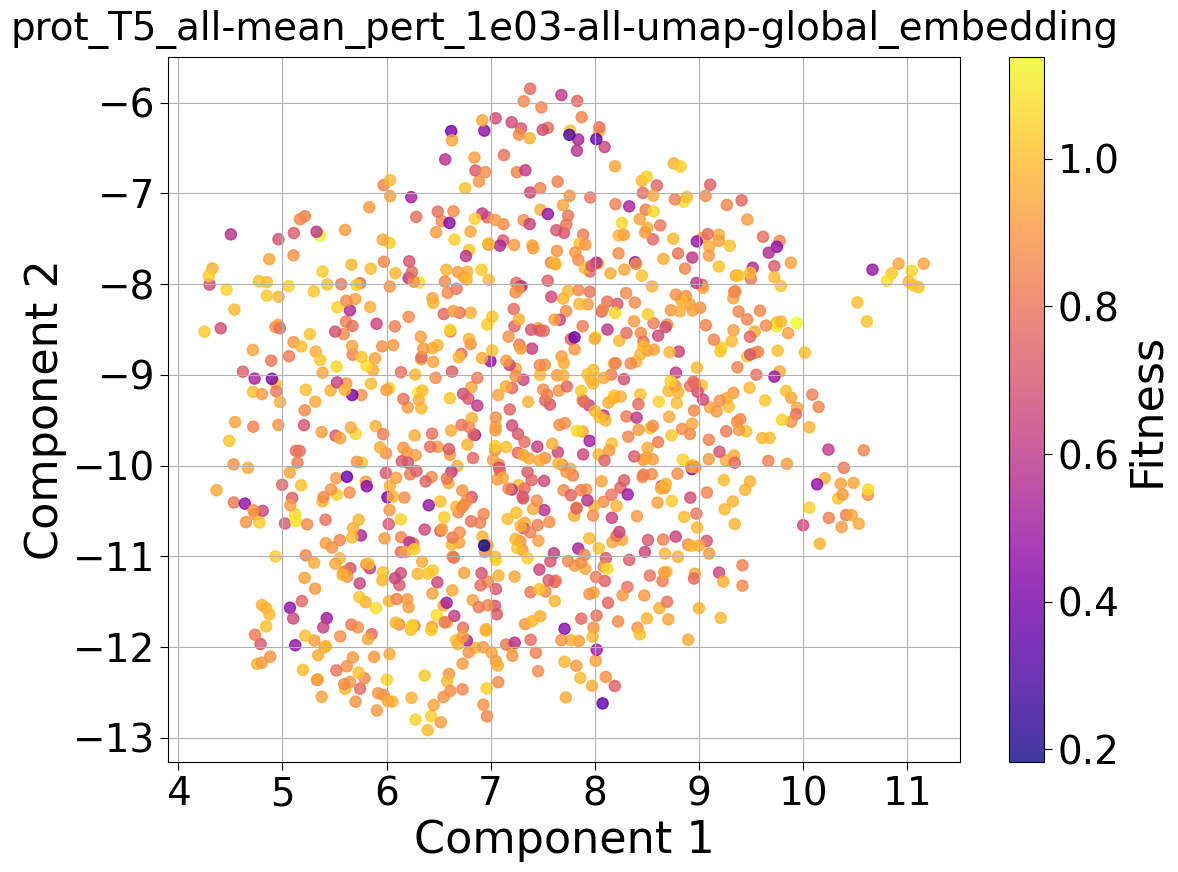 prot_T5_all-mean_pert_1e03-all-umap-global_embedding
−6
−7
−8
−9
−10
−11
−12
−13
Component 2
4 5 6 7 8 9 10 11
Component 1
1.0
0.8
0.6
0.4
0.2
Fitness